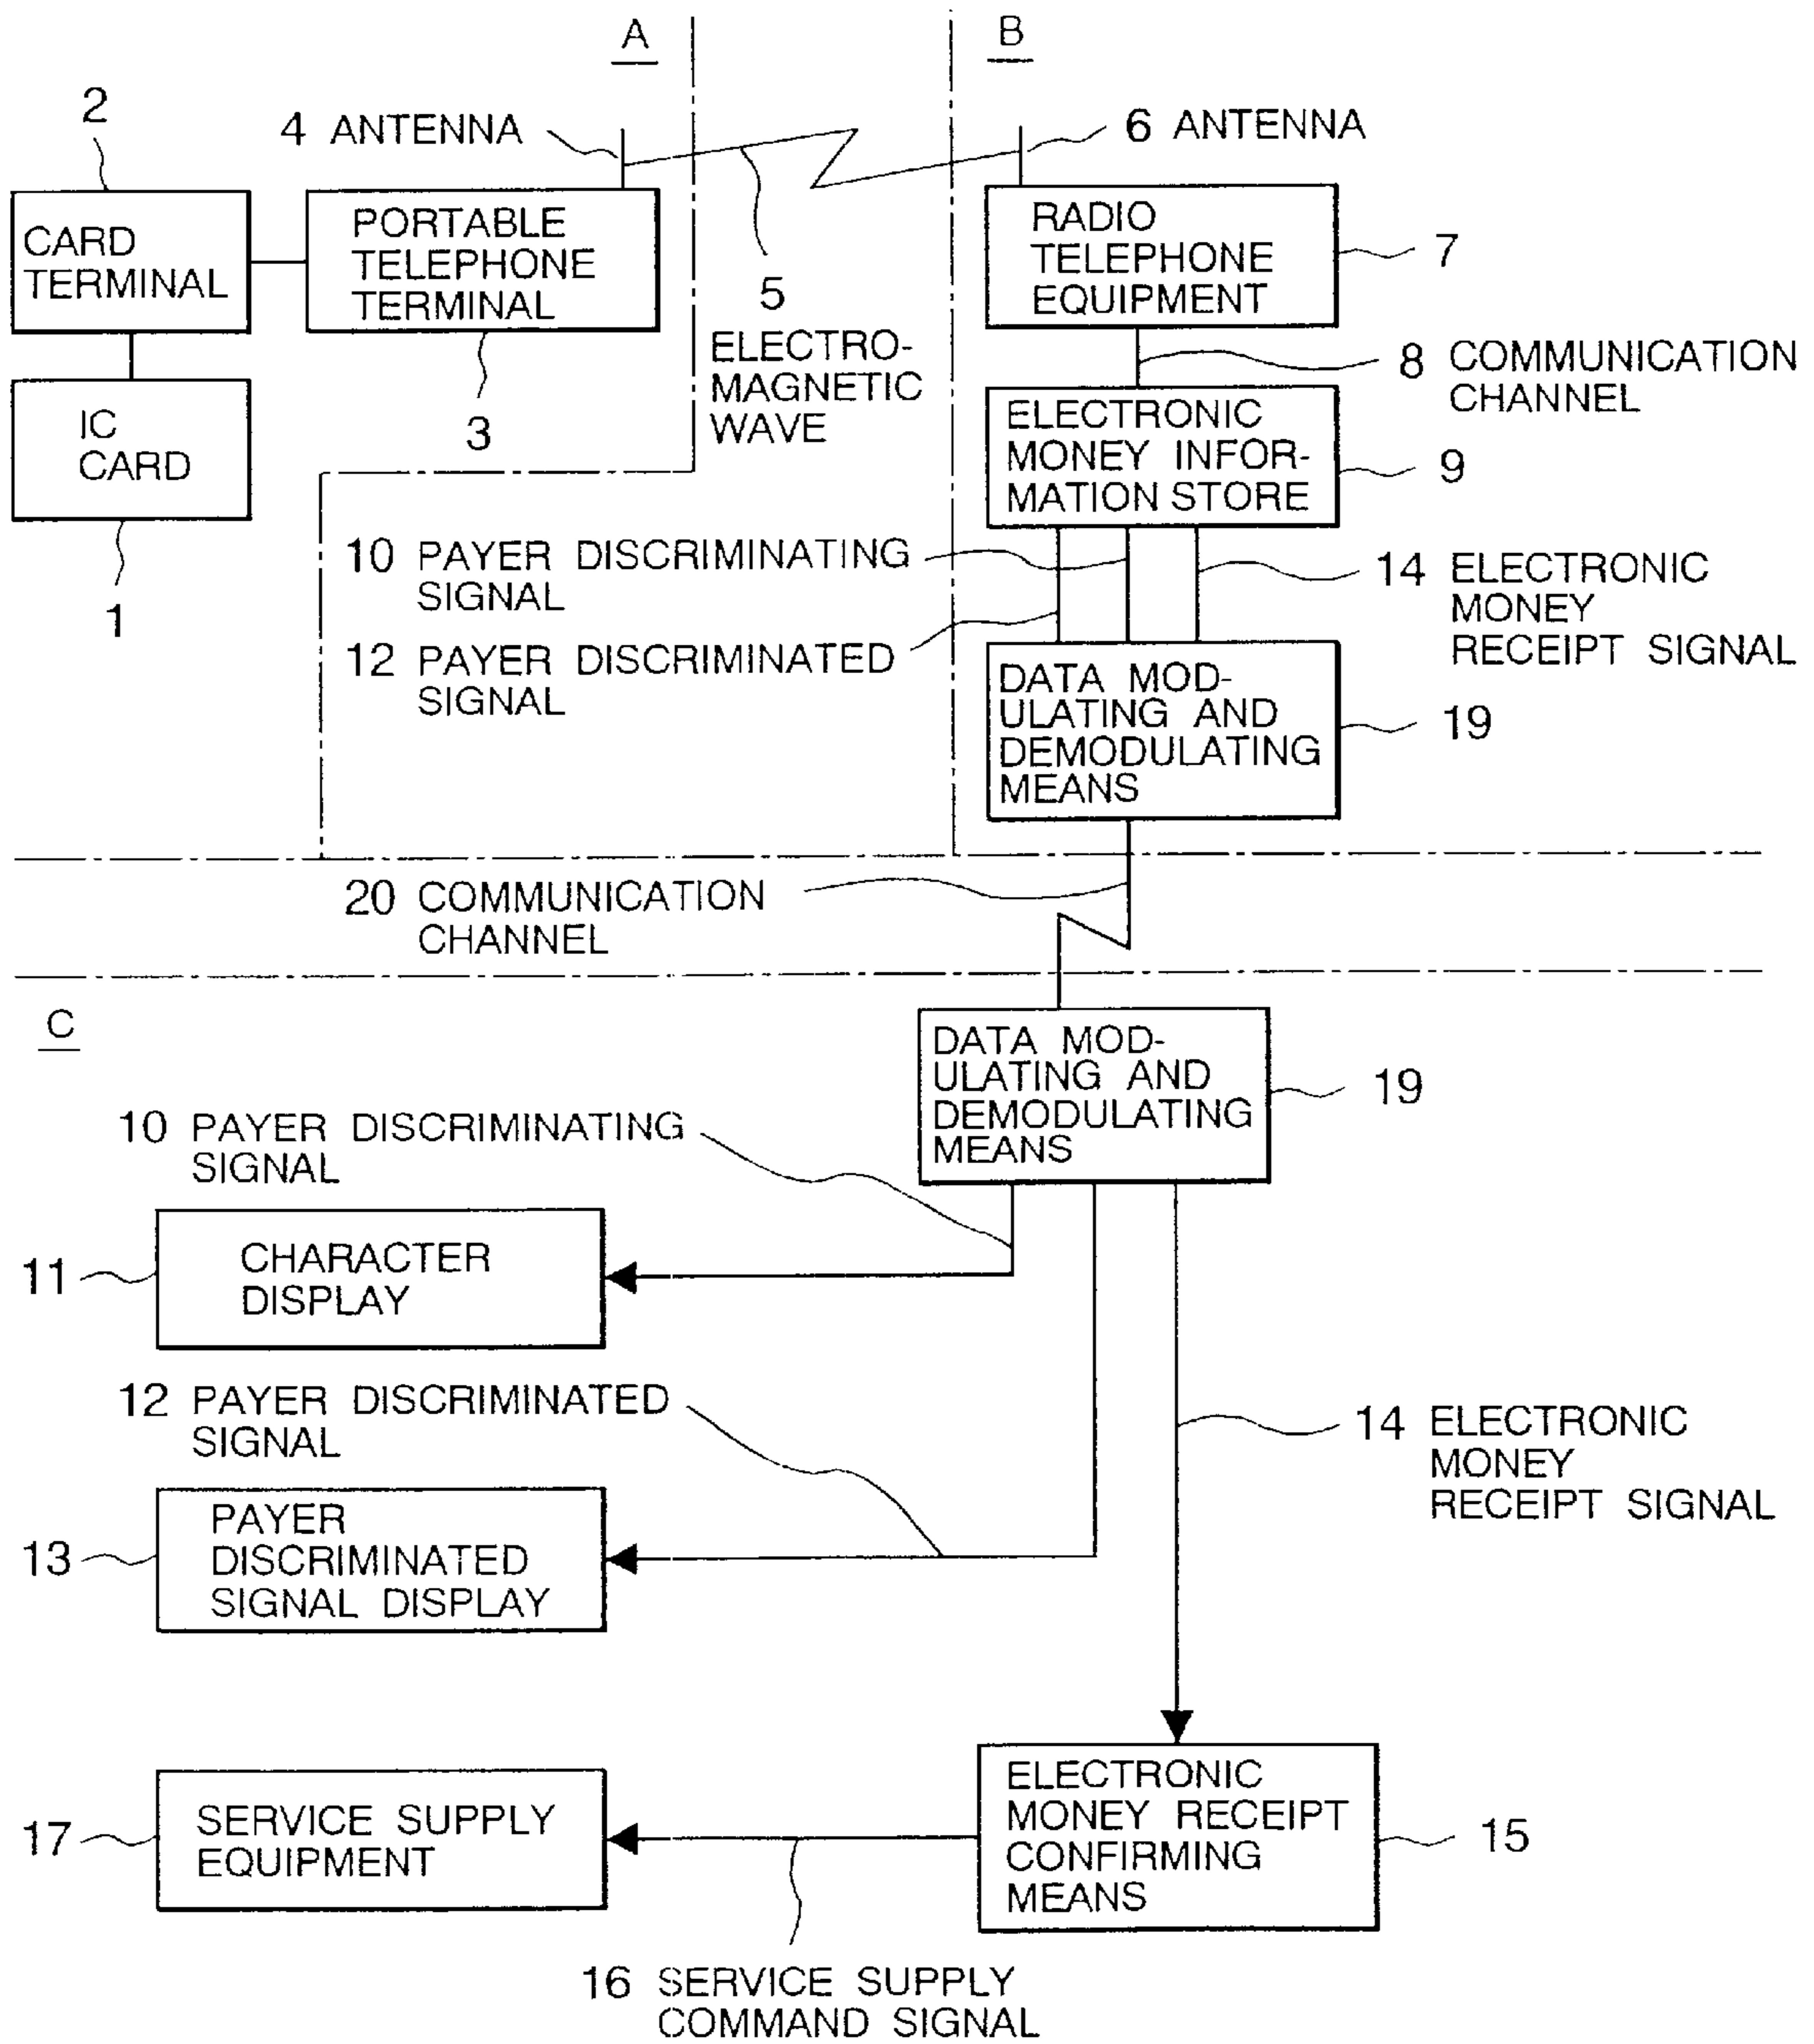 A
B
2
4 ANTENNA
6 ANTENNA
CARD
TERMINAL
PORTABLE
TELEPHONE
TERMINAL
RADIO
TELEPHONE
EQUIPMENT
7
5
ELECTRO-
MAGNETIC
WAVE
8 COMMUNICATION
CHANNEL
IC
CARD
3
1
ELECTRONIC
MONEY INFOR-
MATION STORE
9
10 PAYER DISCRIMINATING
SIGNAL
14 ELECTRONIC
MONEY
RECEIPT SIGNAL
12 PAYER DISCRIMINATED
SIGNAL
DATA MOD-
ULATING AND
DEMODULATING
MEANS
19
20 COMMUNICATION
CHANNEL
C
DATA MOD-
ULATING AND
DEMODULATING
MEANS
19
10 PAYER DISCRIMINATING
SIGNAL
11
CHARACTER
DISPLAY
12 PAYER DISCRIMINATED
SIGNAL
14 ELECTRONIC
MONEY
RECEIPT SIGNAL
13
PAYER
DISCRIMINATED
SIGNAL DISPLAY
17
SERVICE SUPPLY
EQUIPMENT
ELECTRONIC
MONEY RECEIPT
CONFIRMING
MEANS
15
16 SERVICE SUPPLY
COMMAND SIGNAL